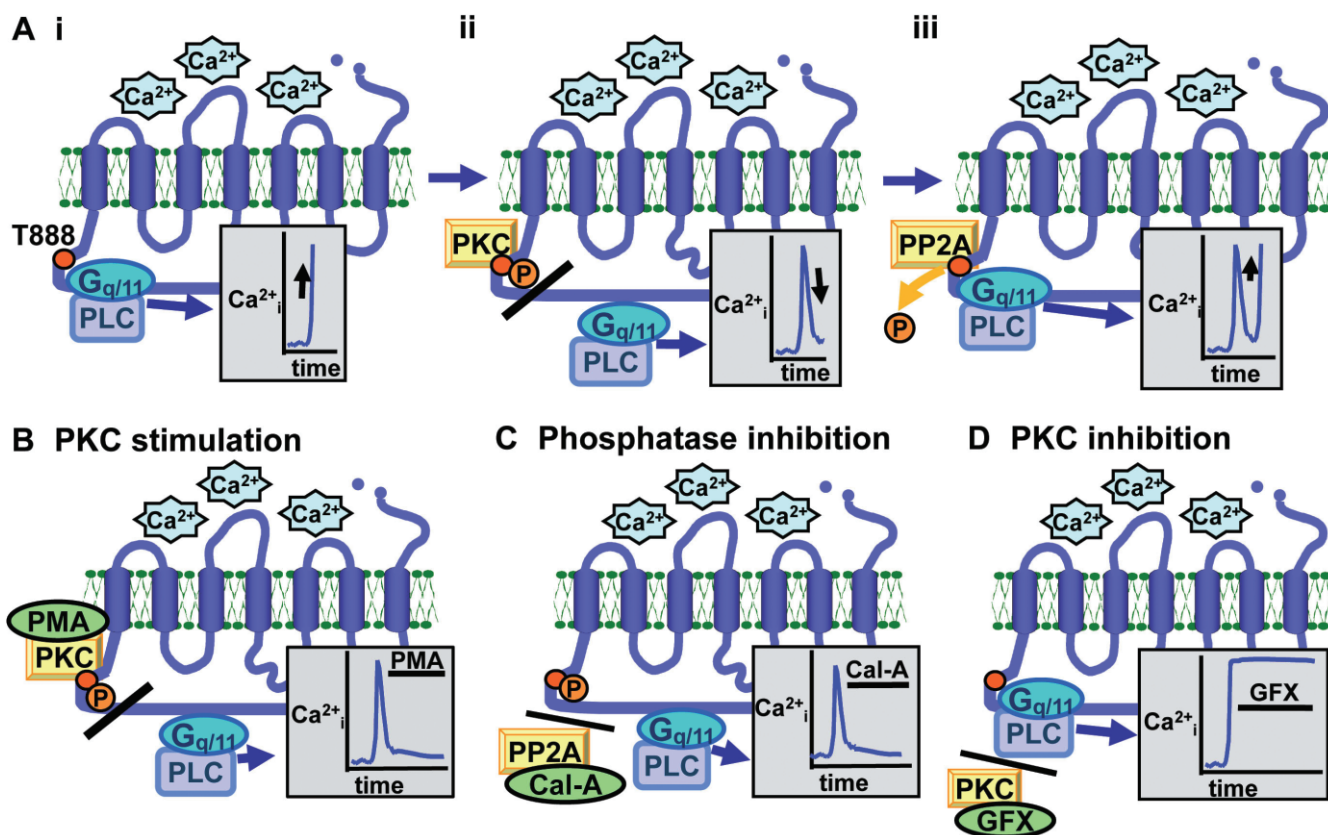 A i
Ca2+
Ca2+
Ca2+
T888
Gq/11
PLC
Ca2+i
time
ii
Ca2+
Ca2+
Ca2+
PKC
P
Gq/11
PLC
Ca2+i
time
iii
Ca2+
Ca2+
Ca2+
PP2A
P
Gq/11
PLC
Ca2+i
time
B PKC stimulation
Ca2+
Ca2+
Ca2+
PMA
PKC
P
Gq/11
PLC
PMA
Ca2+i
time
C Phosphatase inhibition
Ca2+
Ca2+
Ca2+
P
PP2A
Cal-A
Gq/11
PLC
Cal-A
Ca2+i
time
D PKC inhibition
Ca2+
Ca2+
Ca2+
Gq/11
PLC
PKC
GFX
GFX
Ca2+i
time